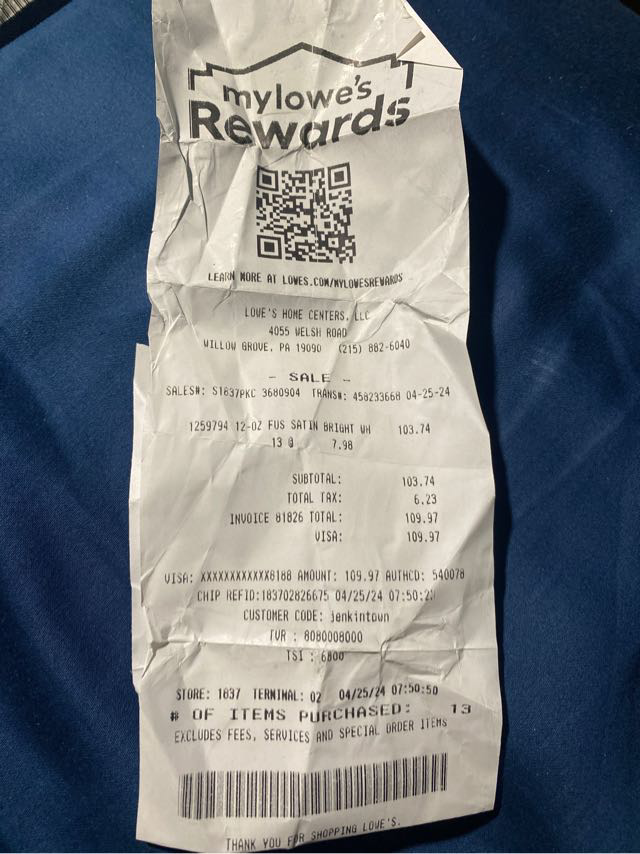 mylowe's
Rewards
LEARN MORE AT LOWES.COM/MYLOWESREWARDS
LOWE'S HOME CENTERS, LLC
4055 WELSH ROAD
WILLOW GROVE, PA 19090 (215) 882-6040
- SALE -
SALES#: S1837PKC 3680904 TRANS#: 458233668 04-25-24
1259794 12-OZ FUS SATIN BRIGHT WH 103.74
13 @ 7.98
SUBTOTAL: 103.74
TOTAL TAX: 6.23
INVOICE 81826 TOTAL: 109.97
VISA: 109.97
VISA: XXXXXXXXXXXX8188 AMOUNT: 109.97 AUTHCD: 540078
CHIP REFID:183702826675 04/25/24
CUSTOMER CODE: jenkintown
TVR : 8080008000
TSI : 6800
STORE: 1837 TERMINAL: 02 04/25/24 07:50:50
# OF ITEMS PURCHASED: 13
EXCLUDES FEES, SERVICES AND SPECIAL ORDER ITEMS
THANK YOU FOR SHOPPING LOWE'S.